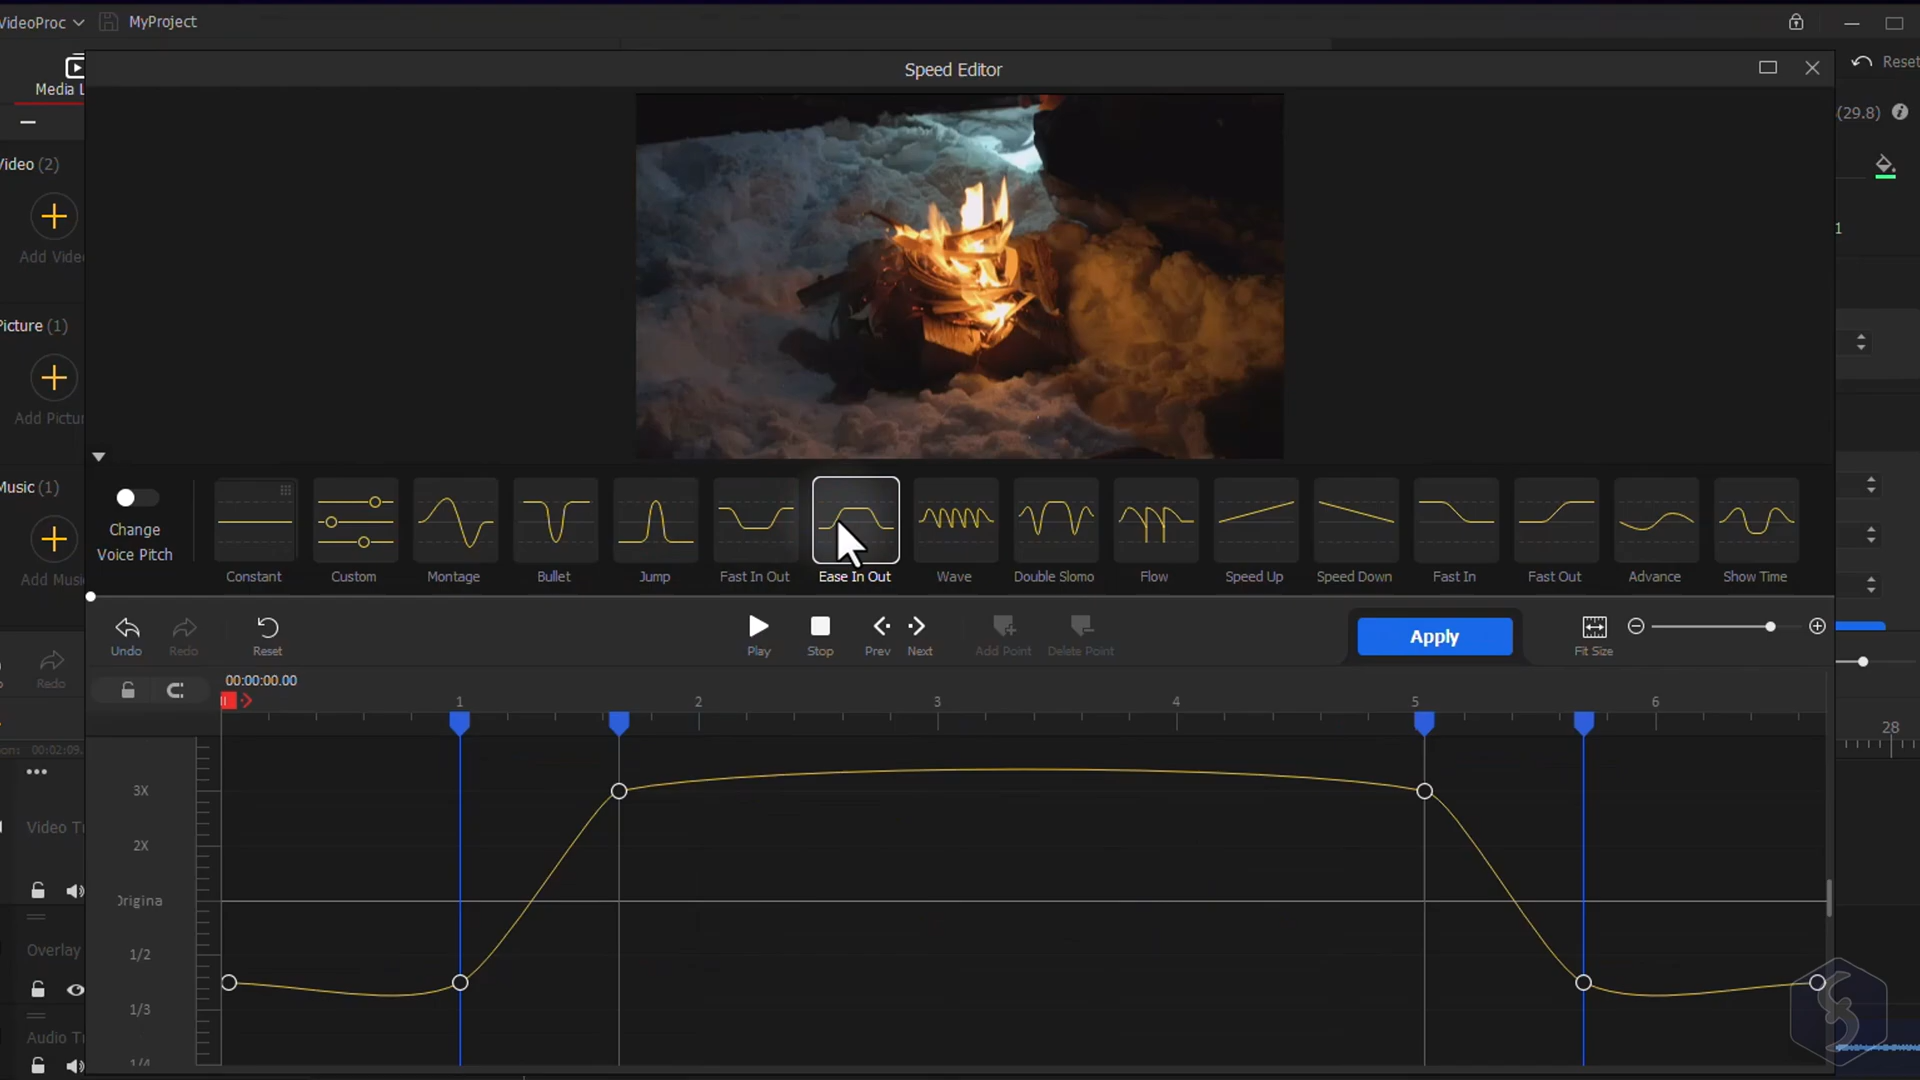 VideoProc
MyProject
Speed Editor
Reset
Media L
(29.8)
Video (2)
Add Vide
Picture (1)
Add Pictur
Music (1)
Add Musi
1
Change
Voice Pitch
Constant
Custom
Montage
Bullet
Jump
Fast In Out
Ease In Out
Wave
Double Slomo
Flow
Speed Up
Speed Down
Fast In
Fast Out
Advance
Show Time
Undo
Redo
Reset
Play
Stop
Prev
Next
Add Point
Delete Point
Apply
Fit Size
Redo
00:00:00.00
1 2 3 4 5 6
28
00:02:09.
3X
2X
Origina
1/2
1/3
1/4
Video Tr
Overlay
Audio Tr